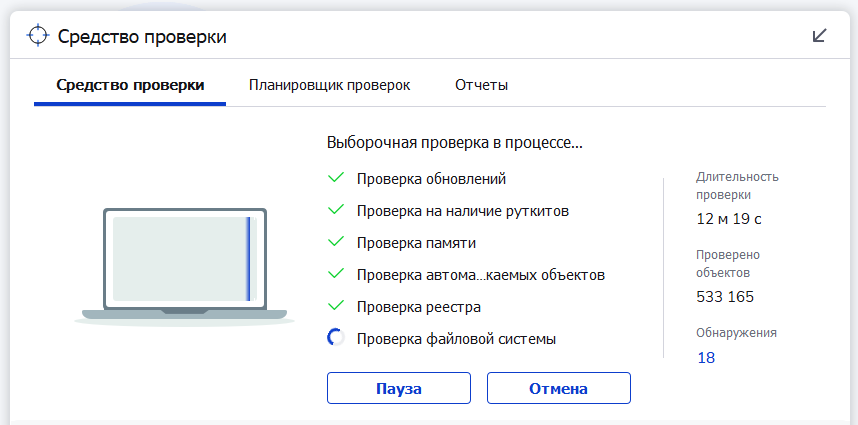 Средство проверки
Средство проверки
Планировщик проверок
Отчеты
Выборочная проверка в процессе...
Проверка обновлений
Проверка на наличие руткитов
Проверка памяти
Проверка автома...каемых объектов
Проверка реестра
Проверка файловой системы
Пауза
Отмена
Длительность
проверки
12 м 19 с
Проверено
объектов
533 165
Обнаружения
18